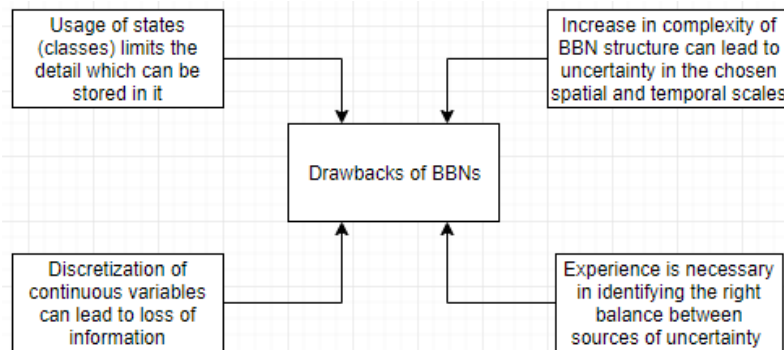 Usage of states
(classes) limits the
detail which can be
stored in it
Increase in complexity of
BBN structure can lead to
uncertainty in the chosen
spatial and temporal scales
Drawbacks of BBNs
Discretization of
continuous variables
can lead to loss of
information
Experience is necessary
in identifying the right
balance between
sources of uncertainty